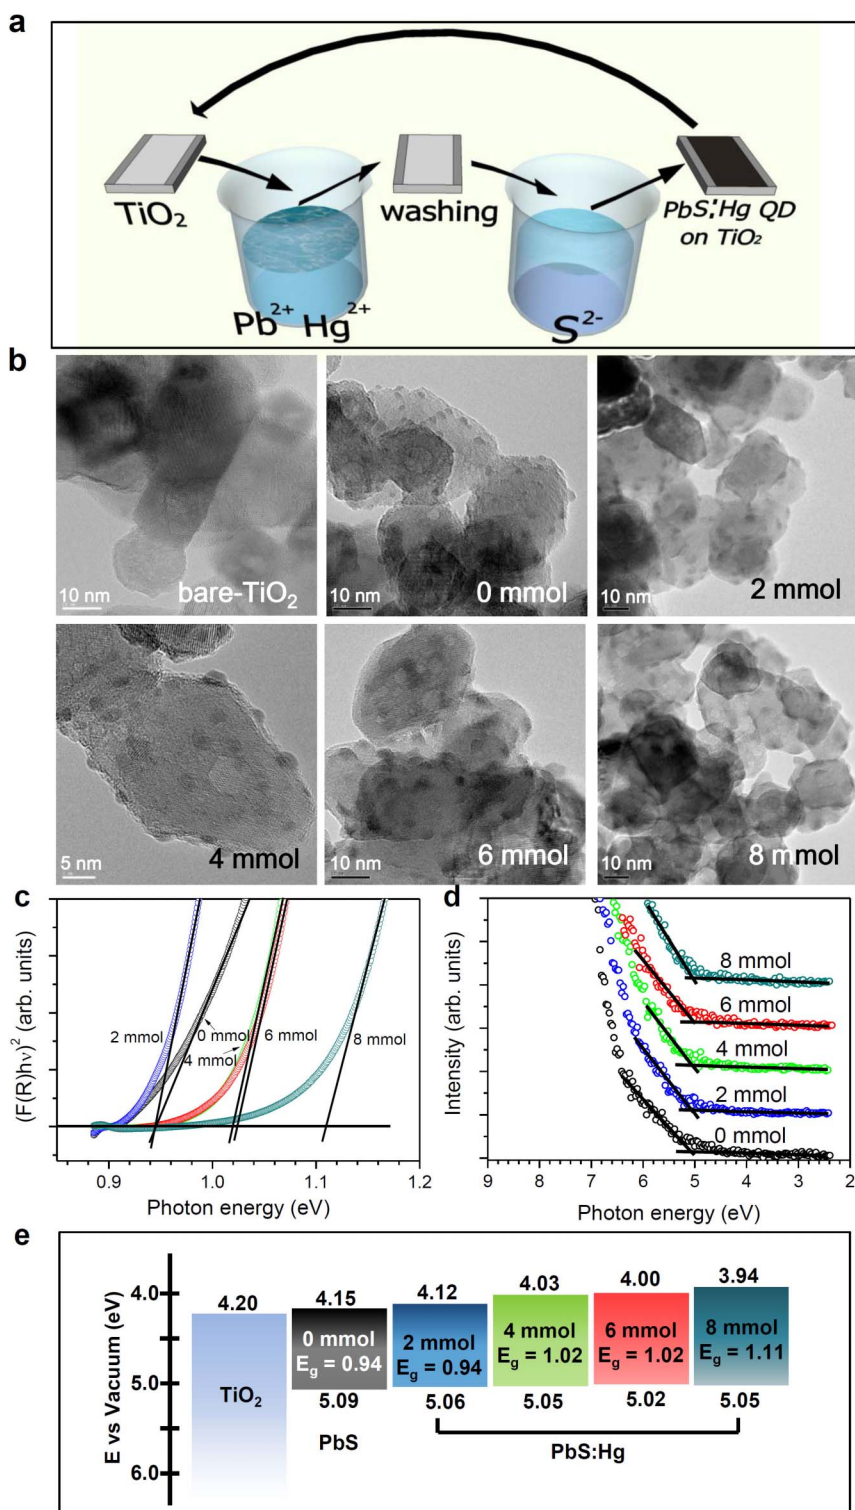 a
TiO2
washing
PbS:Hg QD
on TiO2
Pb2+ Hg2+
S2-
b
10 nm
bare-TiO2
10 nm
0 mmol
10 nm
2 mmol
5 nm
4 mmol
10 nm
6 mmol
10 nm
8 mmol
c
(F(R)hν)2 (arb. units)
2 mmol
0 mmol
4 mmol
6 mmol
8 mmol
0.9 1.0 1.1 1.2
Photon energy (eV)
d
Intensity (arb. units)
8 mmol
6 mmol
4 mmol
2 mmol
0 mmol
9 8 7 6 5 4 3 2
Photon energy (eV)
e
E vs Vacuum (eV)
4.0
5.0
6.0
4.20 4.15 4.12 4.03 4.00 3.94
TiO2
0 mmol
Eg = 0.94
2 mmol
Eg = 0.94
4 mmol
Eg = 1.02
6 mmol
Eg = 1.02
8 mmol
Eg = 1.11
5.09 5.06 5.05 5.02 5.05
PbS
PbS:Hg